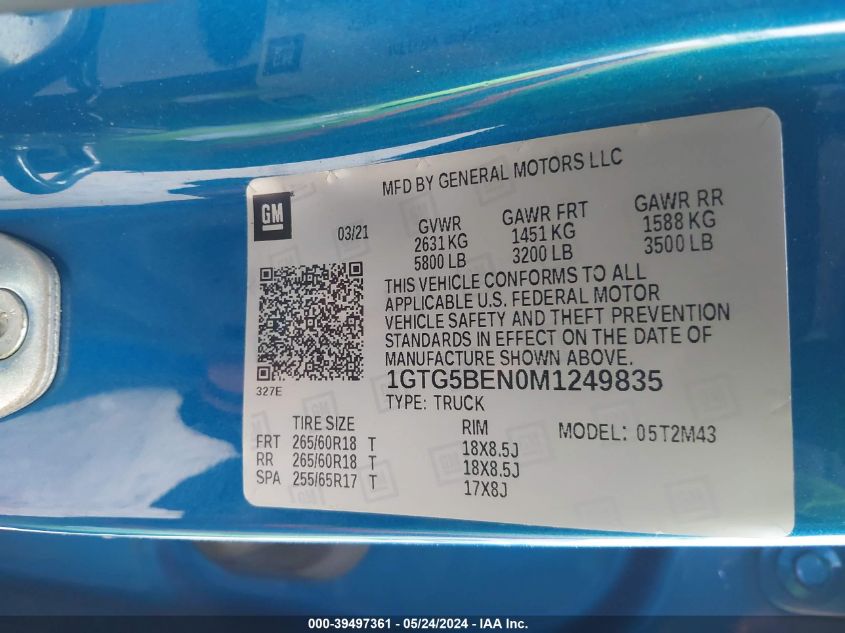 MFD BY GENERAL MOTORS LLC
GM
03/21
GVWR
2631 KG
5800 LB
GAWR FRT
1451 KG
3200 LB
GAWR RR
1588 KG
3500 LB
THIS VEHICLE CONFORMS TO ALL
APPLICABLE U.S. FEDERAL MOTOR
VEHICLE SAFETY AND THEFT PREVENTION
STANDARDS IN EFFECT ON THE DATE OF
MANUFACTURE SHOWN ABOVE.
327E
1GTG5BEN0M1249835
TYPE: TRUCK
MODEL: 05T2M43
TIRE SIZE RIM
FRT 265/60R18 T 18X8.5J
RR 265/60R18 T 18X8.5J
SPA 255/65R17 T 17X8J
000-39497361 - 05/24/2024 - IAA Inc.